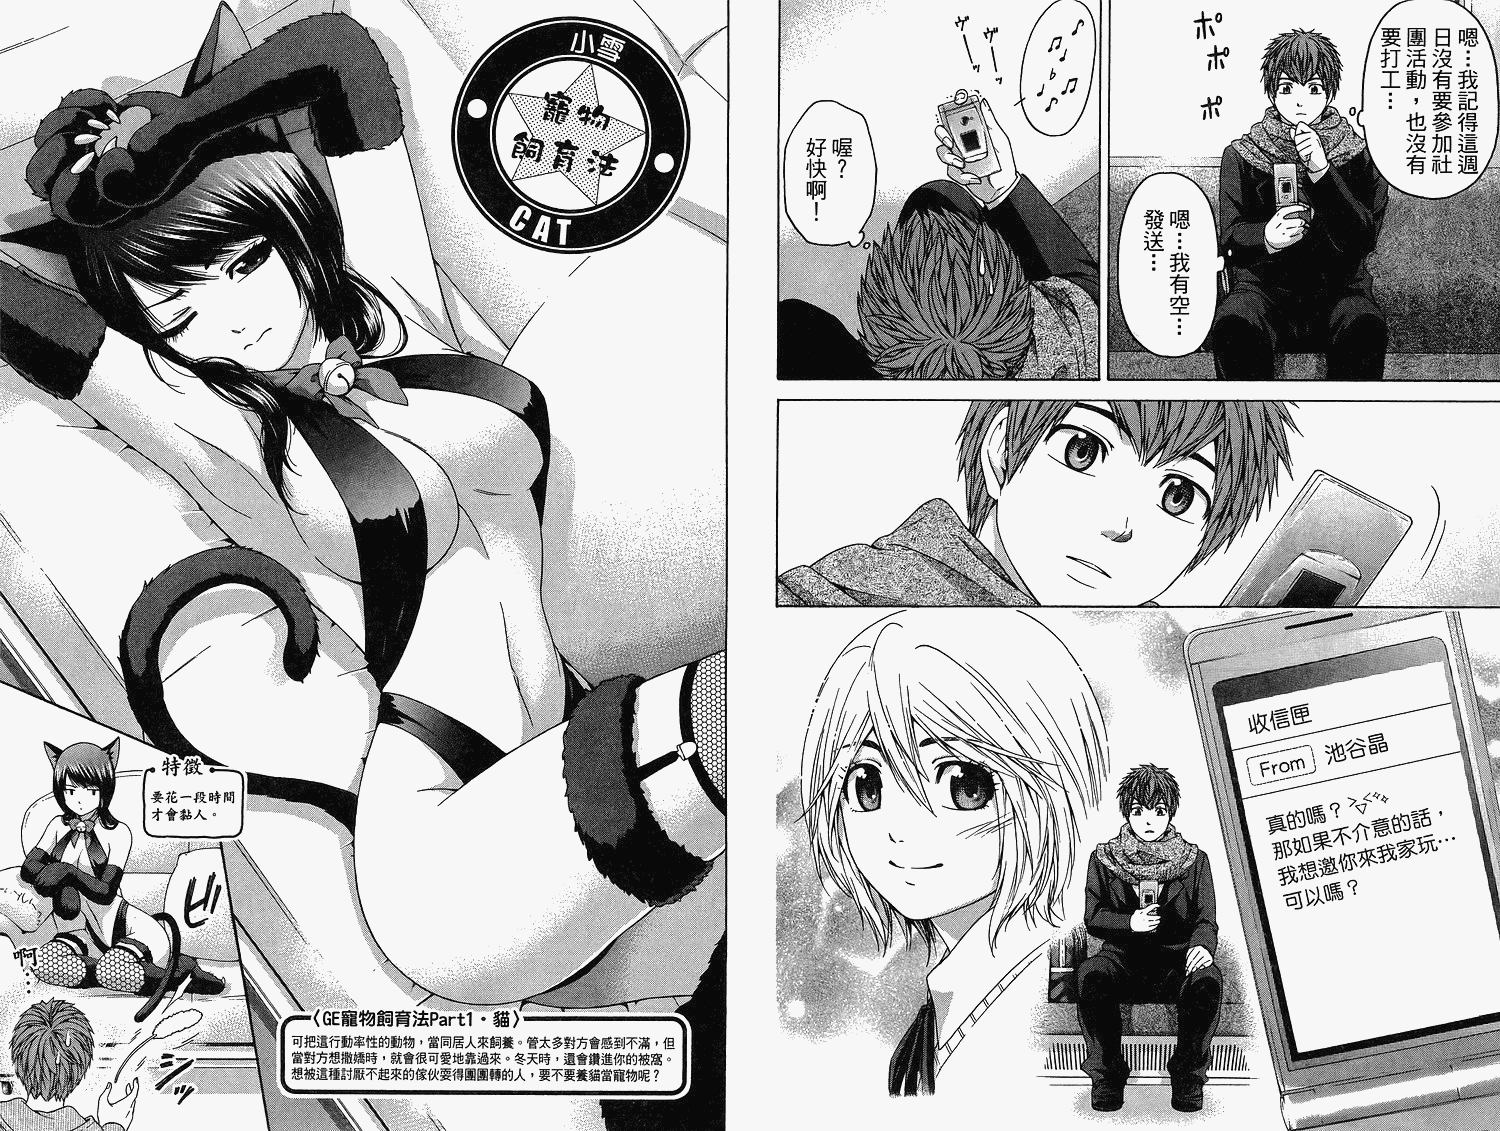 嗯…我記得這週
日沒有要參加社
團活動，也沒有
要打工…
ポポポ
嗯…我有空…
發送…
ヴーッ
ヴーッ
喔？
好快啊！
收信匣
From 池谷晶
真的嗎？
那如果不介意的話，
我想邀你來我家玩…
可以嗎？
小雪
寵物
飼育法
CAT
特徵
要花一段時間
才會黏人。
啊…
〈GE寵物飼育法Part1・貓〉
可把這行動率性的動物，當同居人來飼養。管太多對方會感到不滿，但
當對方想撒嬌時，就會很可愛地靠過來。冬天時，還會鑽進你的被窩。
想被這種討厭不起來的傢伙耍得團團轉的人，要不要養貓當寵物呢？